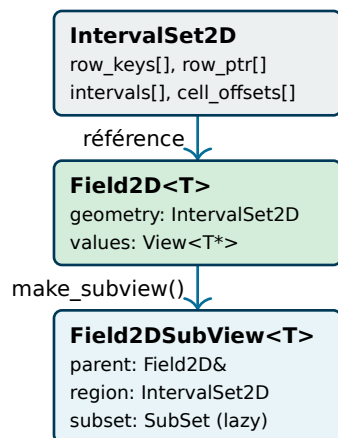 IntervalSet2D
row_keys[], row_ptr[]
intervals[], cell_offsets[]
référence
Field2D<T>
geometry: IntervalSet2D
values: View<T*>
make_subview()
Field2DSubView<T>
parent: Field2D&
region: IntervalSet2D
subset: SubSet (lazy)